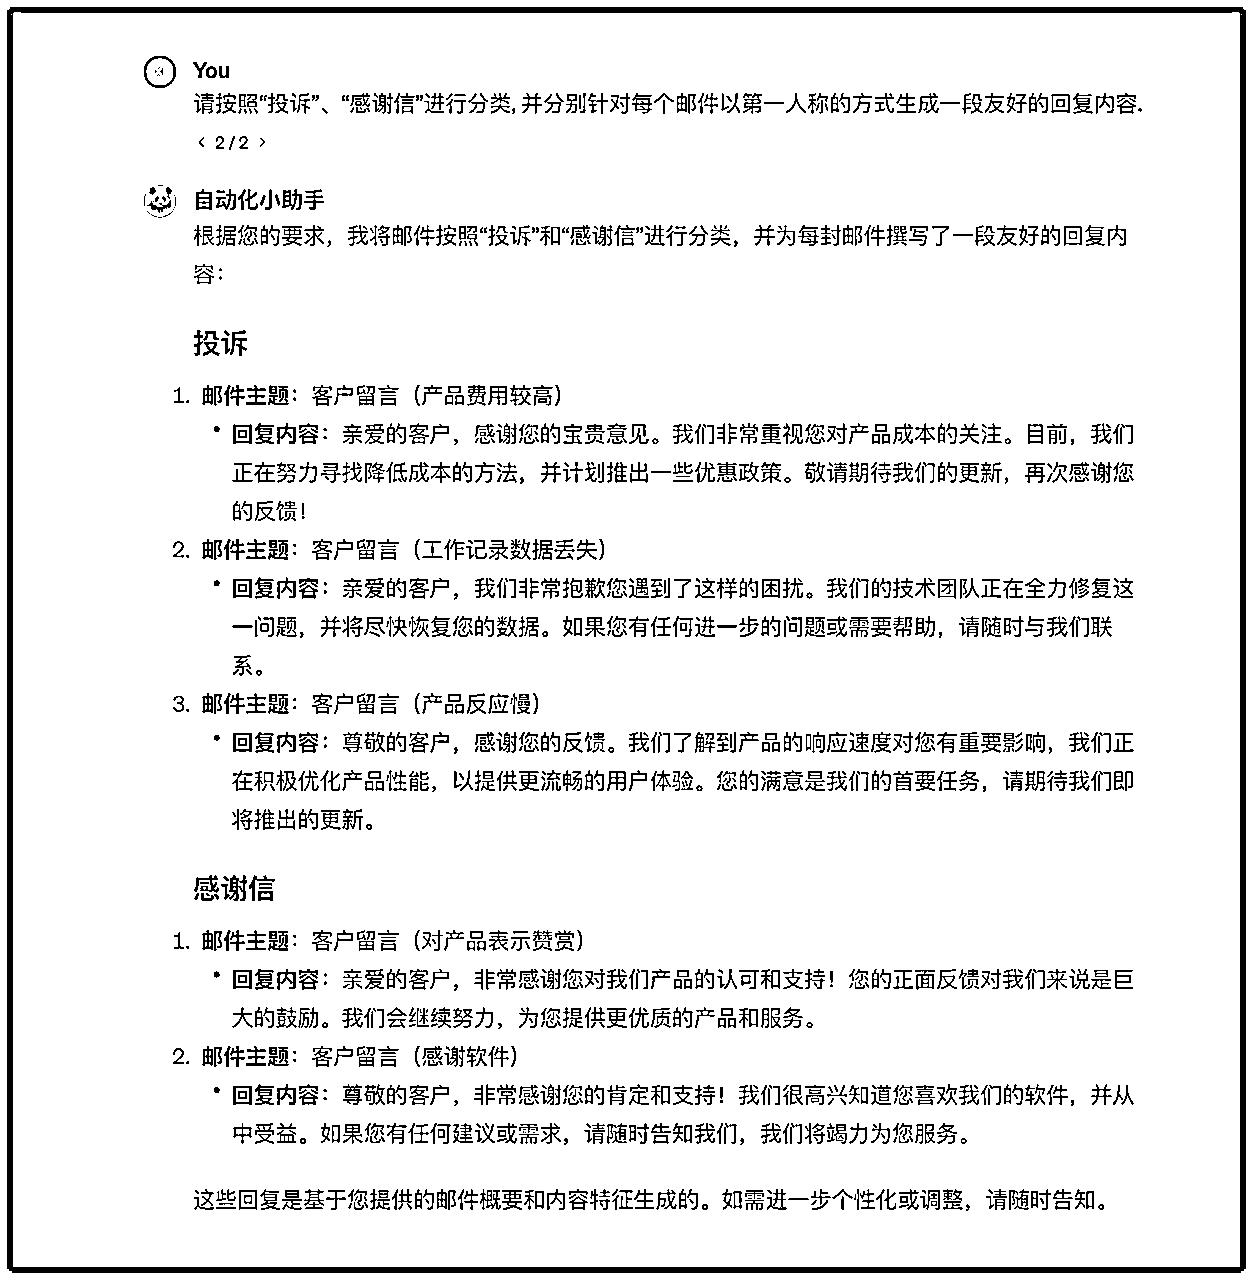 You
请按照“投诉”、“感谢信”进行分类, 并分别针对每个邮件以第一人称的方式生成一段友好的回复内容.
< 2 / 2 >
自动化小助手
根据您的要求，我将邮件按照“投诉”和“感谢信”进行分类，并为每封邮件撰写了一段友好的回复内
容：
投诉
1. 邮件主题：客户留言（产品费用较高）
• 回复内容：亲爱的客户，感谢您的宝贵意见。我们非常重视您对产品成本的关注。目前，我们
正在努力寻找降低成本的方法，并计划推出一些优惠政策。敬请期待我们的更新，再次感谢您
的反馈！
2. 邮件主题：客户留言（工作记录数据丢失）
• 回复内容：亲爱的客户，我们非常抱歉您遇到了这样的困扰。我们的技术团队正在全力修复这
一问题，并将尽快恢复您的数据。如果您有任何进一步的问题或需要帮助，请随时与我们联
系。
3. 邮件主题：客户留言（产品反应慢）
• 回复内容：尊敬的客户，感谢您的反馈。我们了解到产品的响应速度对您有重要影响，我们正
在积极优化产品性能，以提供更流畅的用户体验。您的满意是我们的首要任务，请期待我们即
将推出的更新。
感谢信
1. 邮件主题：客户留言（对产品表示赞赏）
• 回复内容：亲爱的客户，非常感谢您对我们产品的认可和支持！您的正面反馈对我们来说是巨
大的鼓励。我们会继续努力，为您提供更优质的产品和服务。
2. 邮件主题：客户留言（感谢软件）
• 回复内容：尊敬的客户，非常感谢您的肯定和支持！我们很高兴知道您喜欢我们的软件，并从
中受益。如果您有任何建议或需求，请随时告知我们，我们将竭力为您服务。
这些回复是基于您提供的邮件概要和内容特征生成的。如需进一步个性化或调整，请随时告知。